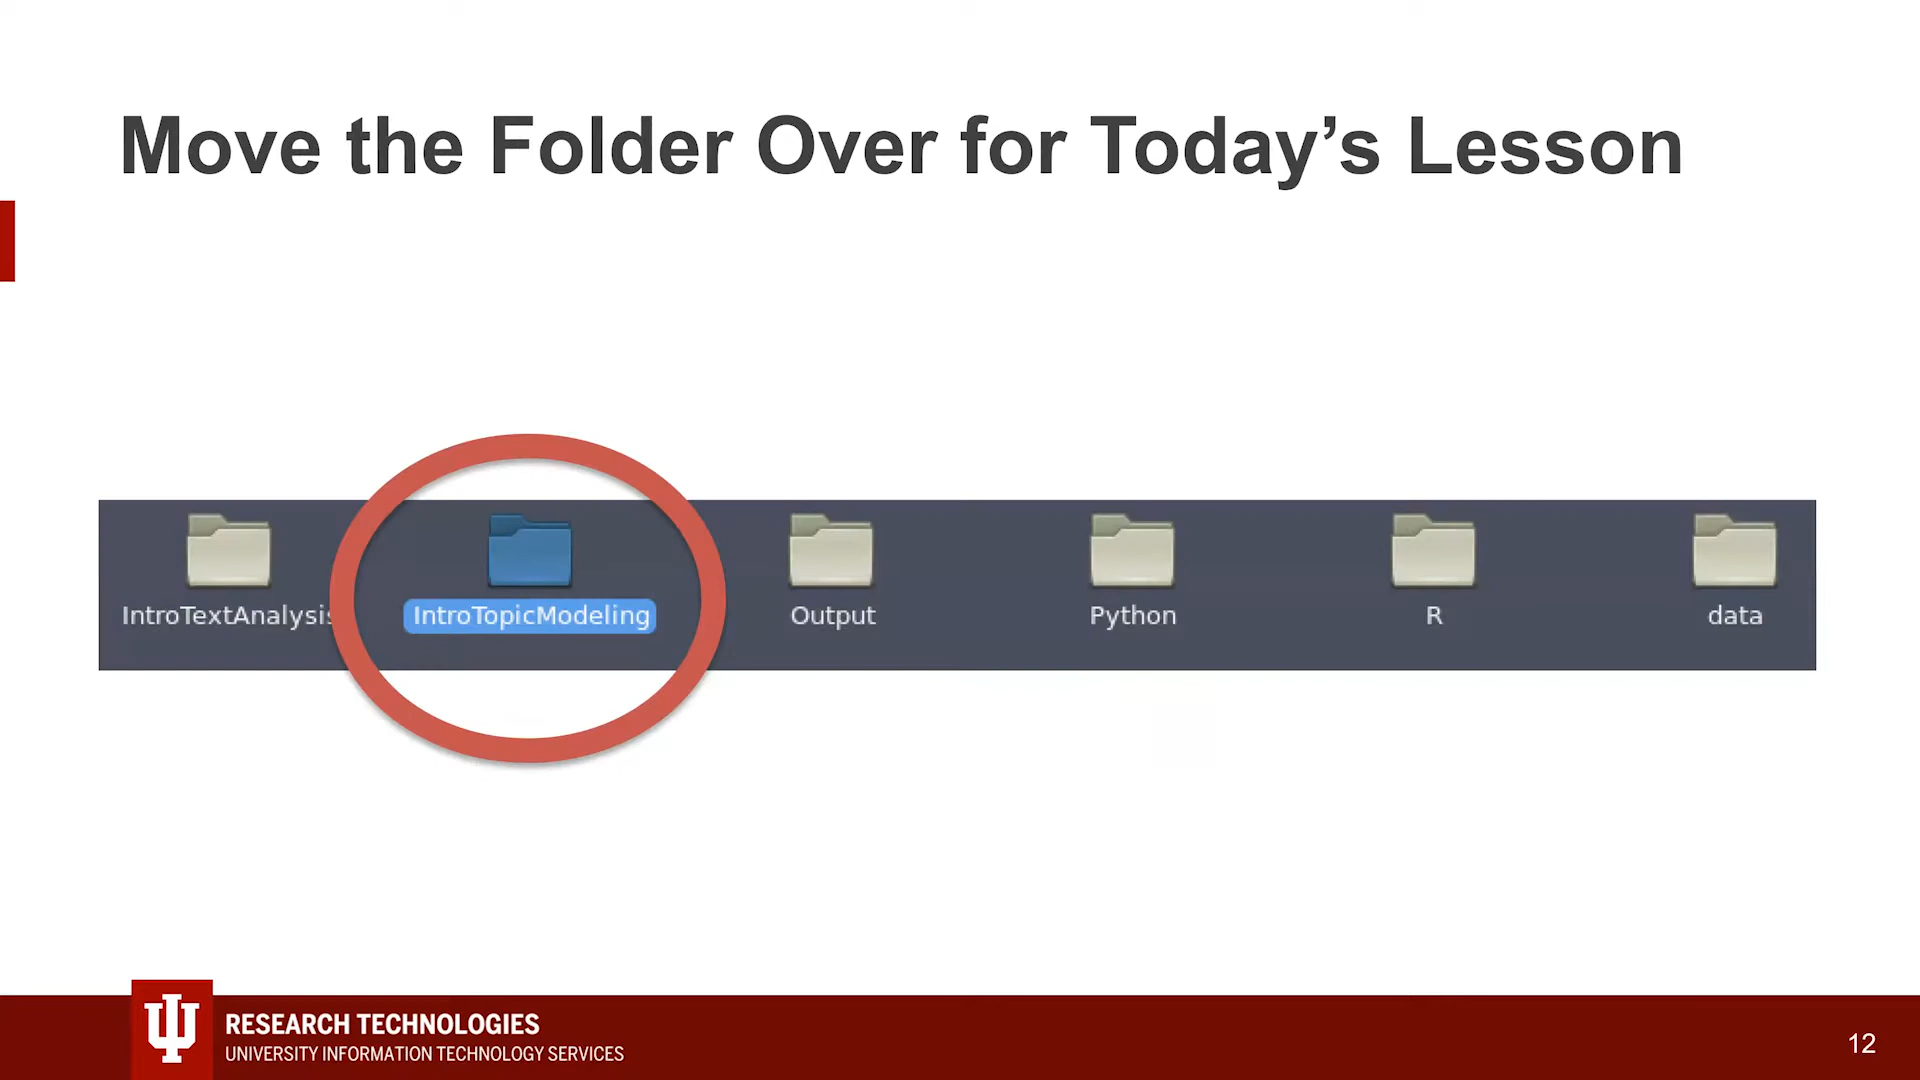 Move the Folder Over for Today’s Lesson
IntroTextAnalysis
IntroTopicModeling
Output
Python
R
data
RESEARCH TECHNOLOGIES
UNIVERSITY INFORMATION TECHNOLOGY SERVICES
12